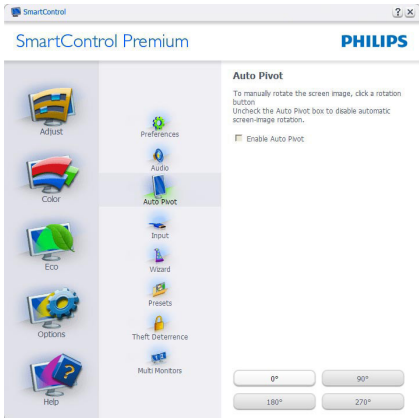 SmartControl
? ×
SmartControl Premium
PHILIPS
Adjust
Color
Eco
Options
Help
Preferences
Audio
Auto Pivot
Input
Wizard
Presets
Theft Deterrence
Multi Monitors
Auto Pivot
To manually rotate the screen image, click a rotation
button
Uncheck the Auto Pivot box to disable automatic
screen-image rotation.
Enable Auto Pivot
0° 90°
180° 270°